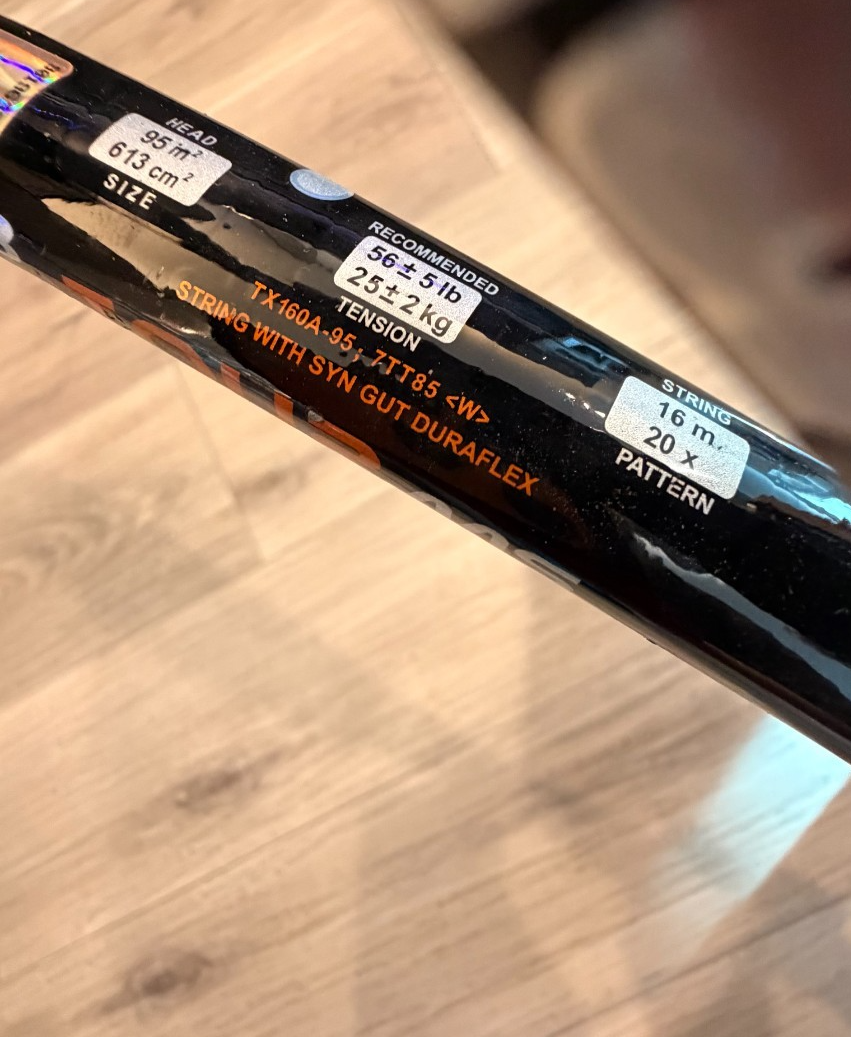 HEAD
95 in²
613 cm²
SIZE
RECOMMENDED
56± 5 lb
25± 2 kg
TENSION
TX160A-95; 7TT85 <W>
STRING WITH SYN GUT DURAFLEX
STRING
16 m.
20 x
PATTERN